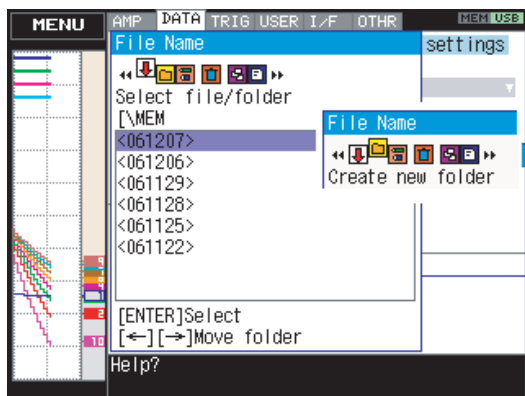 MENU
AMP DATA TRIG USER I/F OTHR
MEM USB
File Name
settings
Select file/folder
[\MEM
<061207>
<061206>
<061129>
<061128>
<061125>
<061122>
File Name
Create new folder
[ENTER]Select
[←][→]Move folder
Help?
10